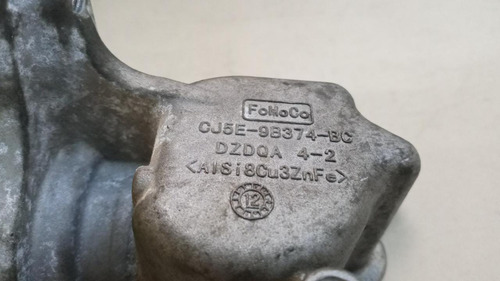 FoMoCo
CJ5E-9B374-BC
DZDQA 4-2
<AlSi8Cu3ZnFe>
12